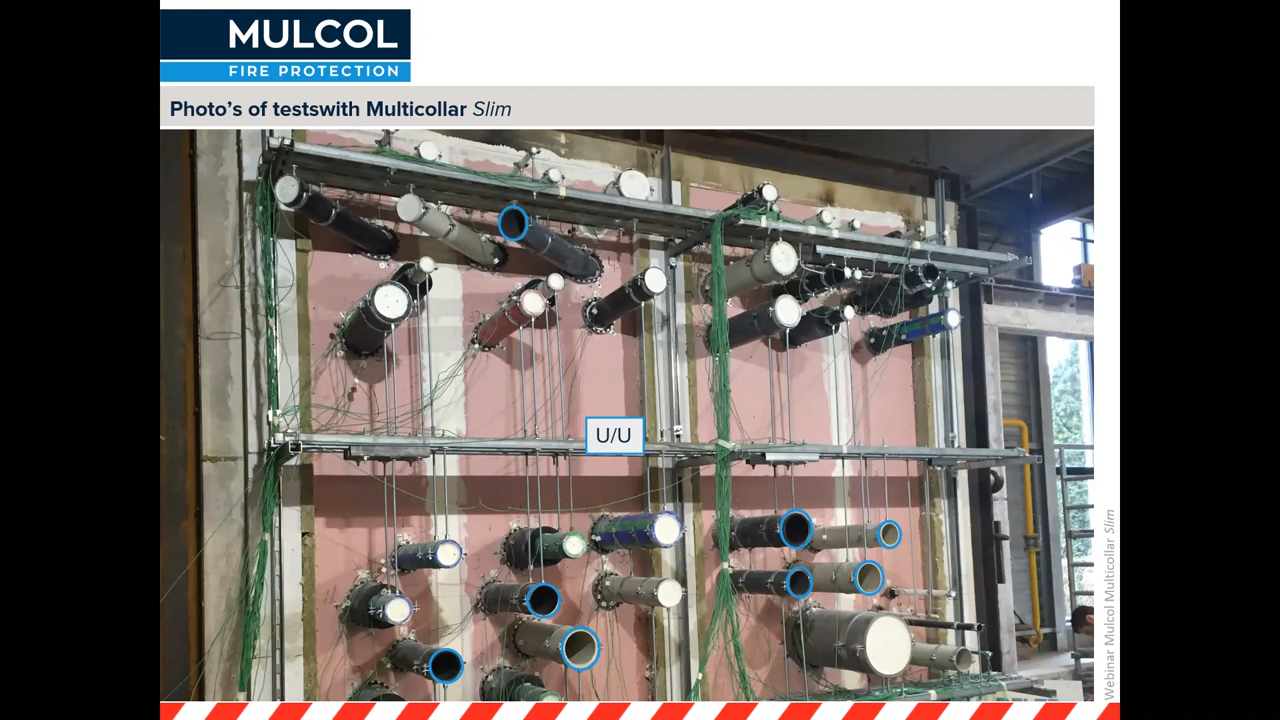 MULCOL
FIRE PROTECTION
Photo's of testswith Multicollar Slim
U/U
Webinar Mulcol Multicollar Slim